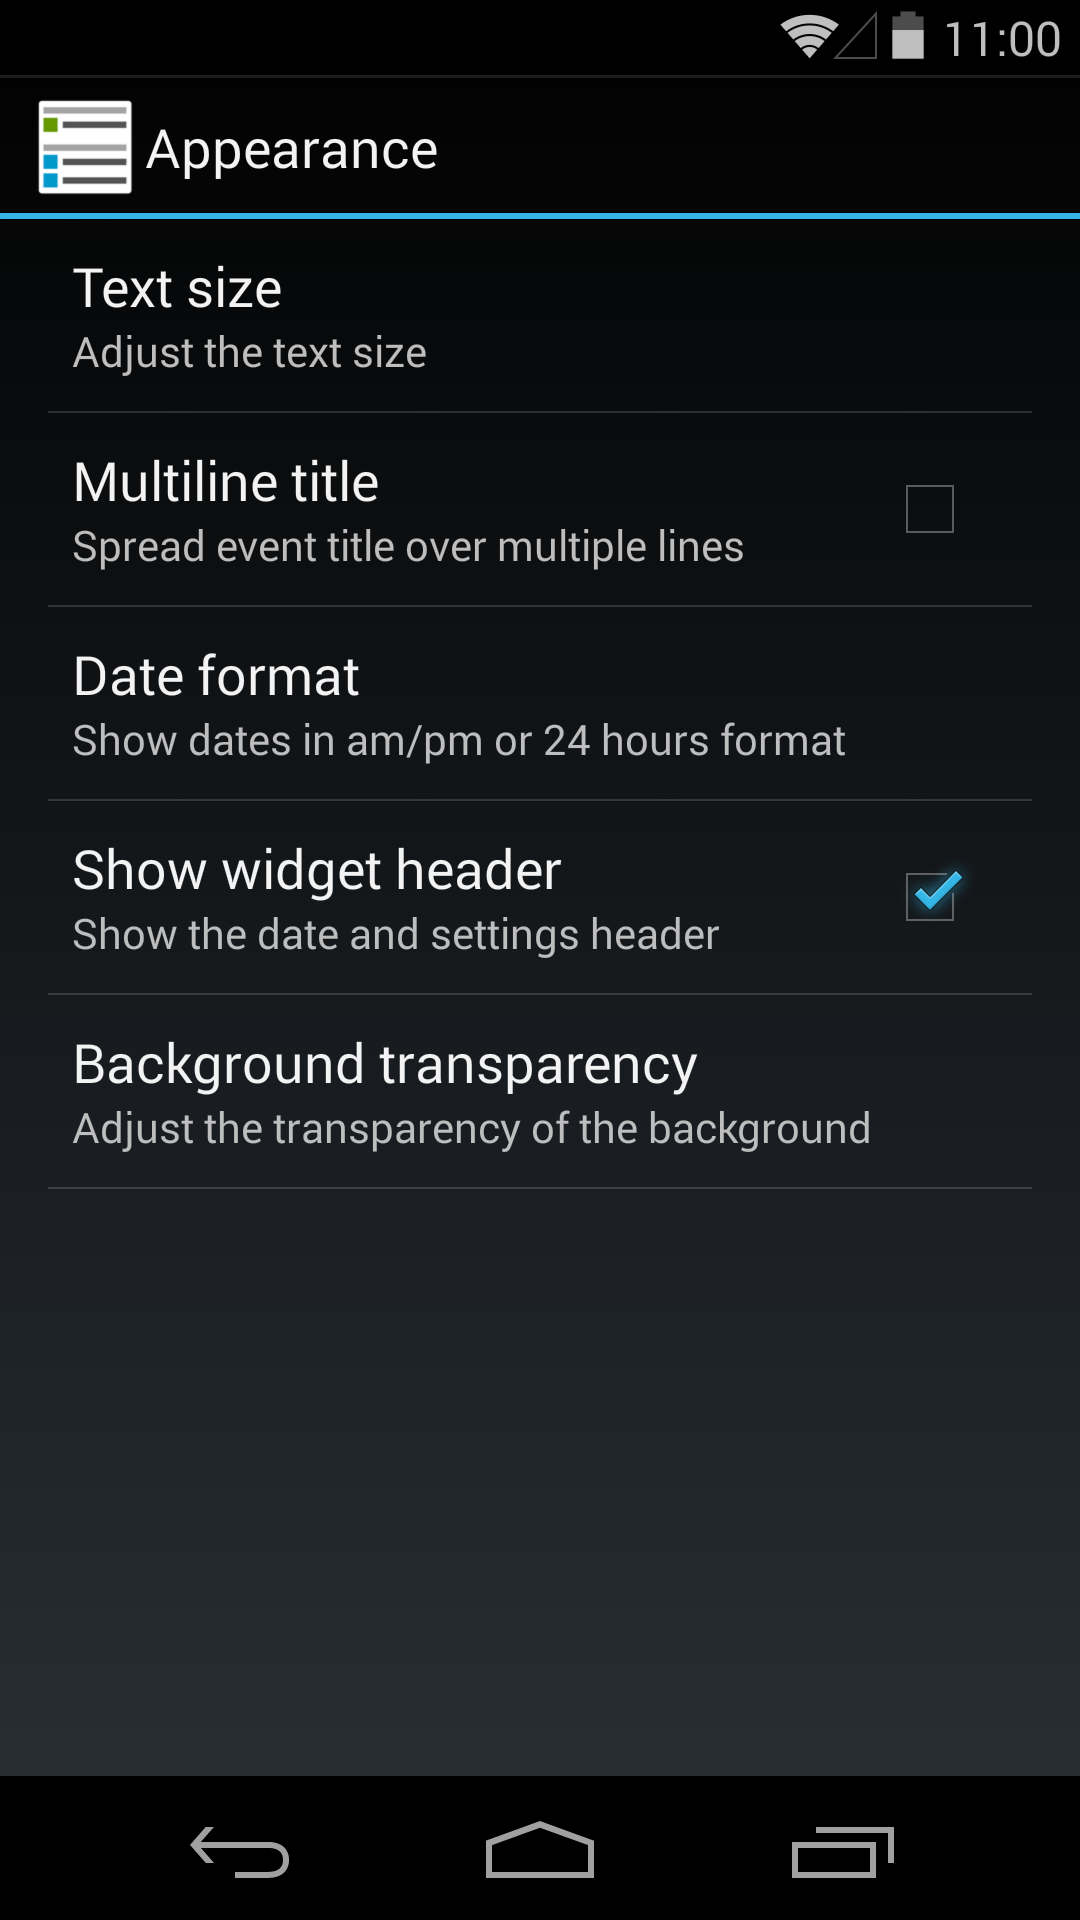 11:00
Appearance
Text size
Adjust the text size
Multiline title
Spread event title over multiple lines
Date format
Show dates in am/pm or 24 hours format
Show widget header
Show the date and settings header
Background transparency
Adjust the transparency of the background